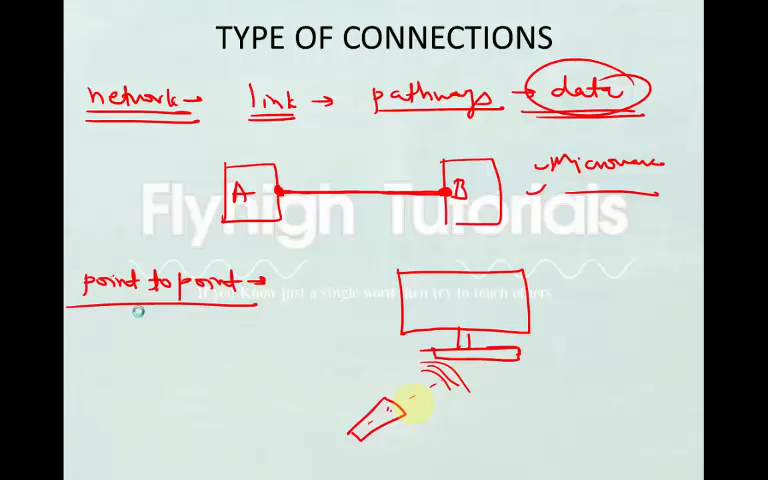 TYPE OF CONNECTIONS
network → link → pathways → data
A B Microwave
Flyhigh Tutorials
point to point →
If you Know just a single word then try to teach others